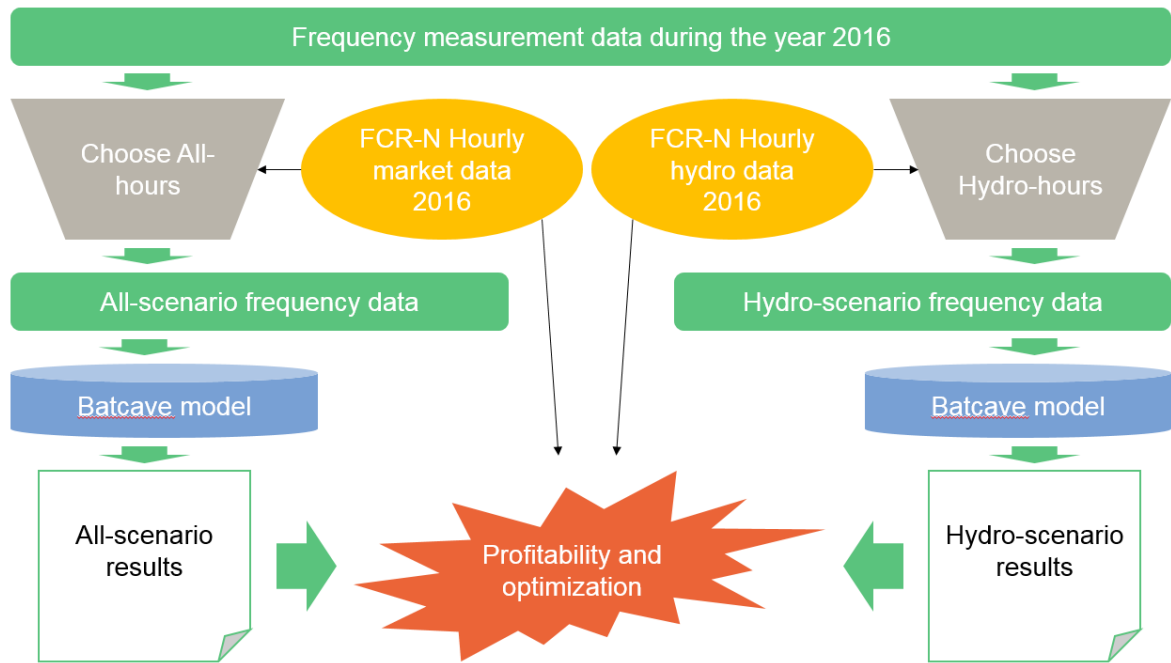 Frequency measurement data during the year 2016
Choose All-
hours
FCR-N Hourly
market data
2016
FCR-N Hourly
hydro data
2016
Choose
Hydro-hours
All-scenario frequency data
Hydro-scenario frequency data
Batcave model
Batcave model
All-scenario
results
Profitability and
optimization
Hydro-scenario
results